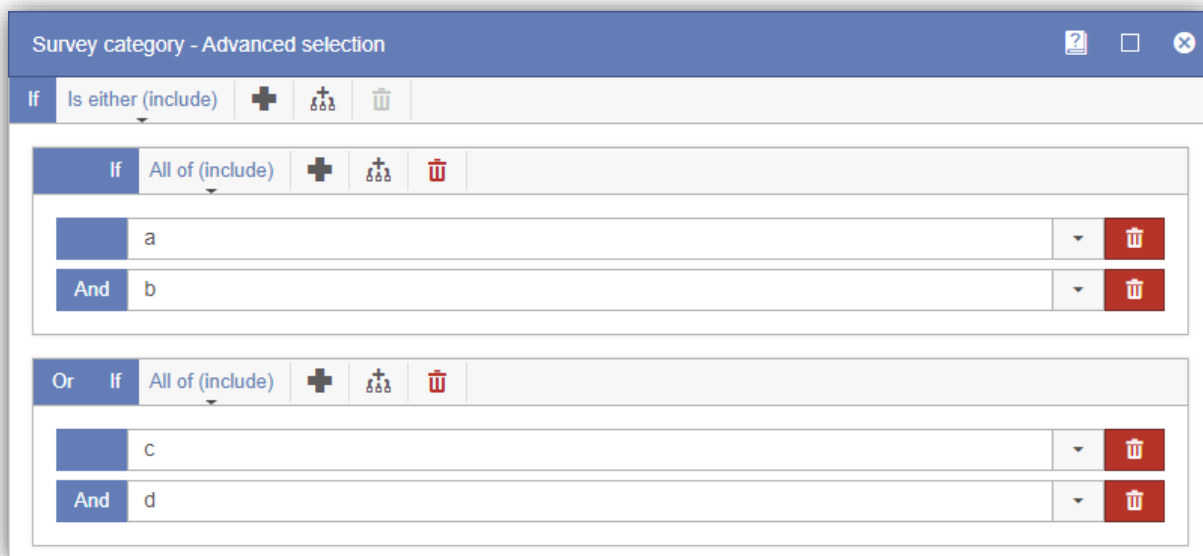 Survey category - Advanced selection
If Is either (include)
If All of (include)
a
And b
Or If All of (include)
c
And d